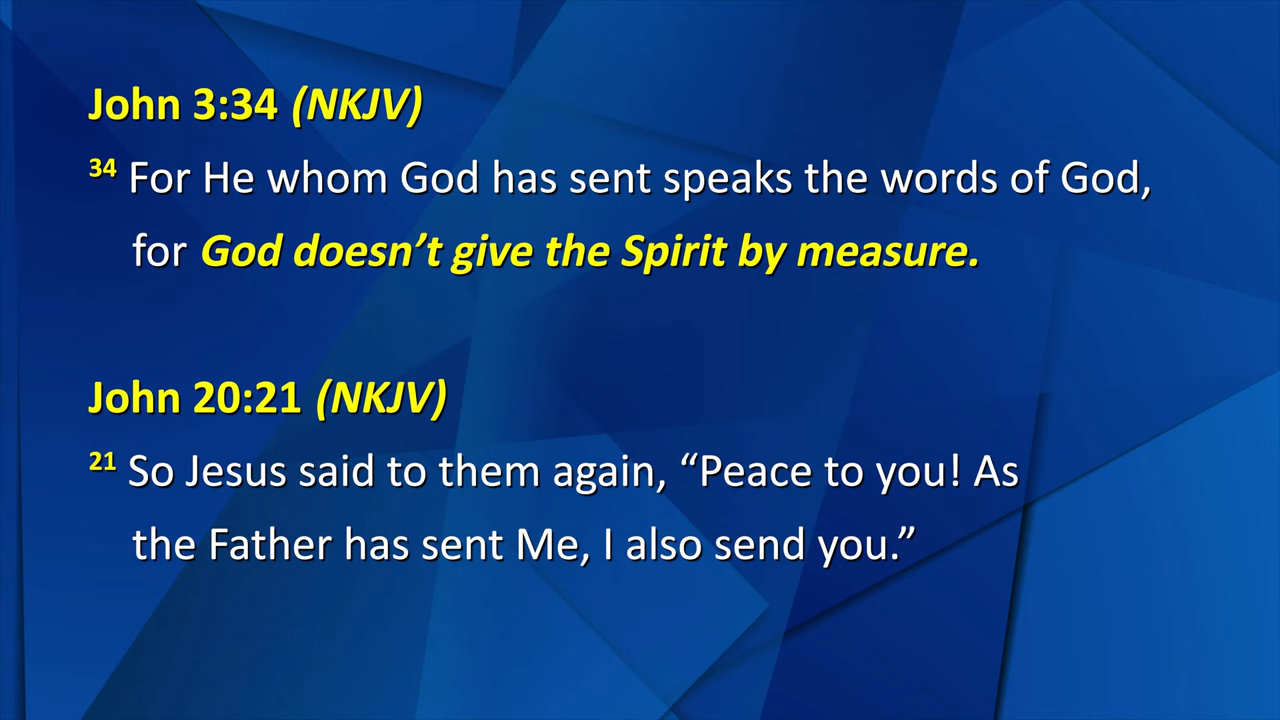 John 3:34 (NKJV)
34 For He whom God has sent speaks the words of God,
for God doesn’t give the Spirit by measure.
John 20:21 (NKJV)
21 So Jesus said to them again, “Peace to you! As
the Father has sent Me, I also send you.”